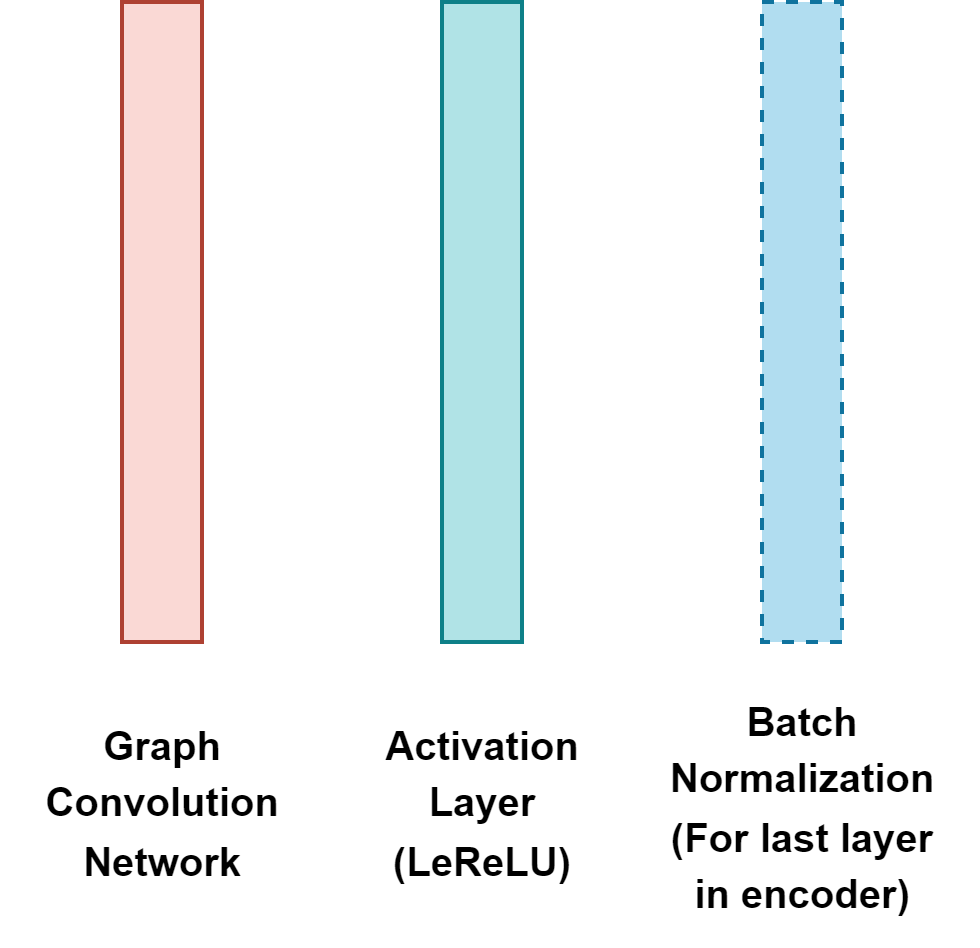 Graph
Convolution
Network
Activation
Layer
(LeReLU)
Batch
Normalization
(For last layer
in encoder)